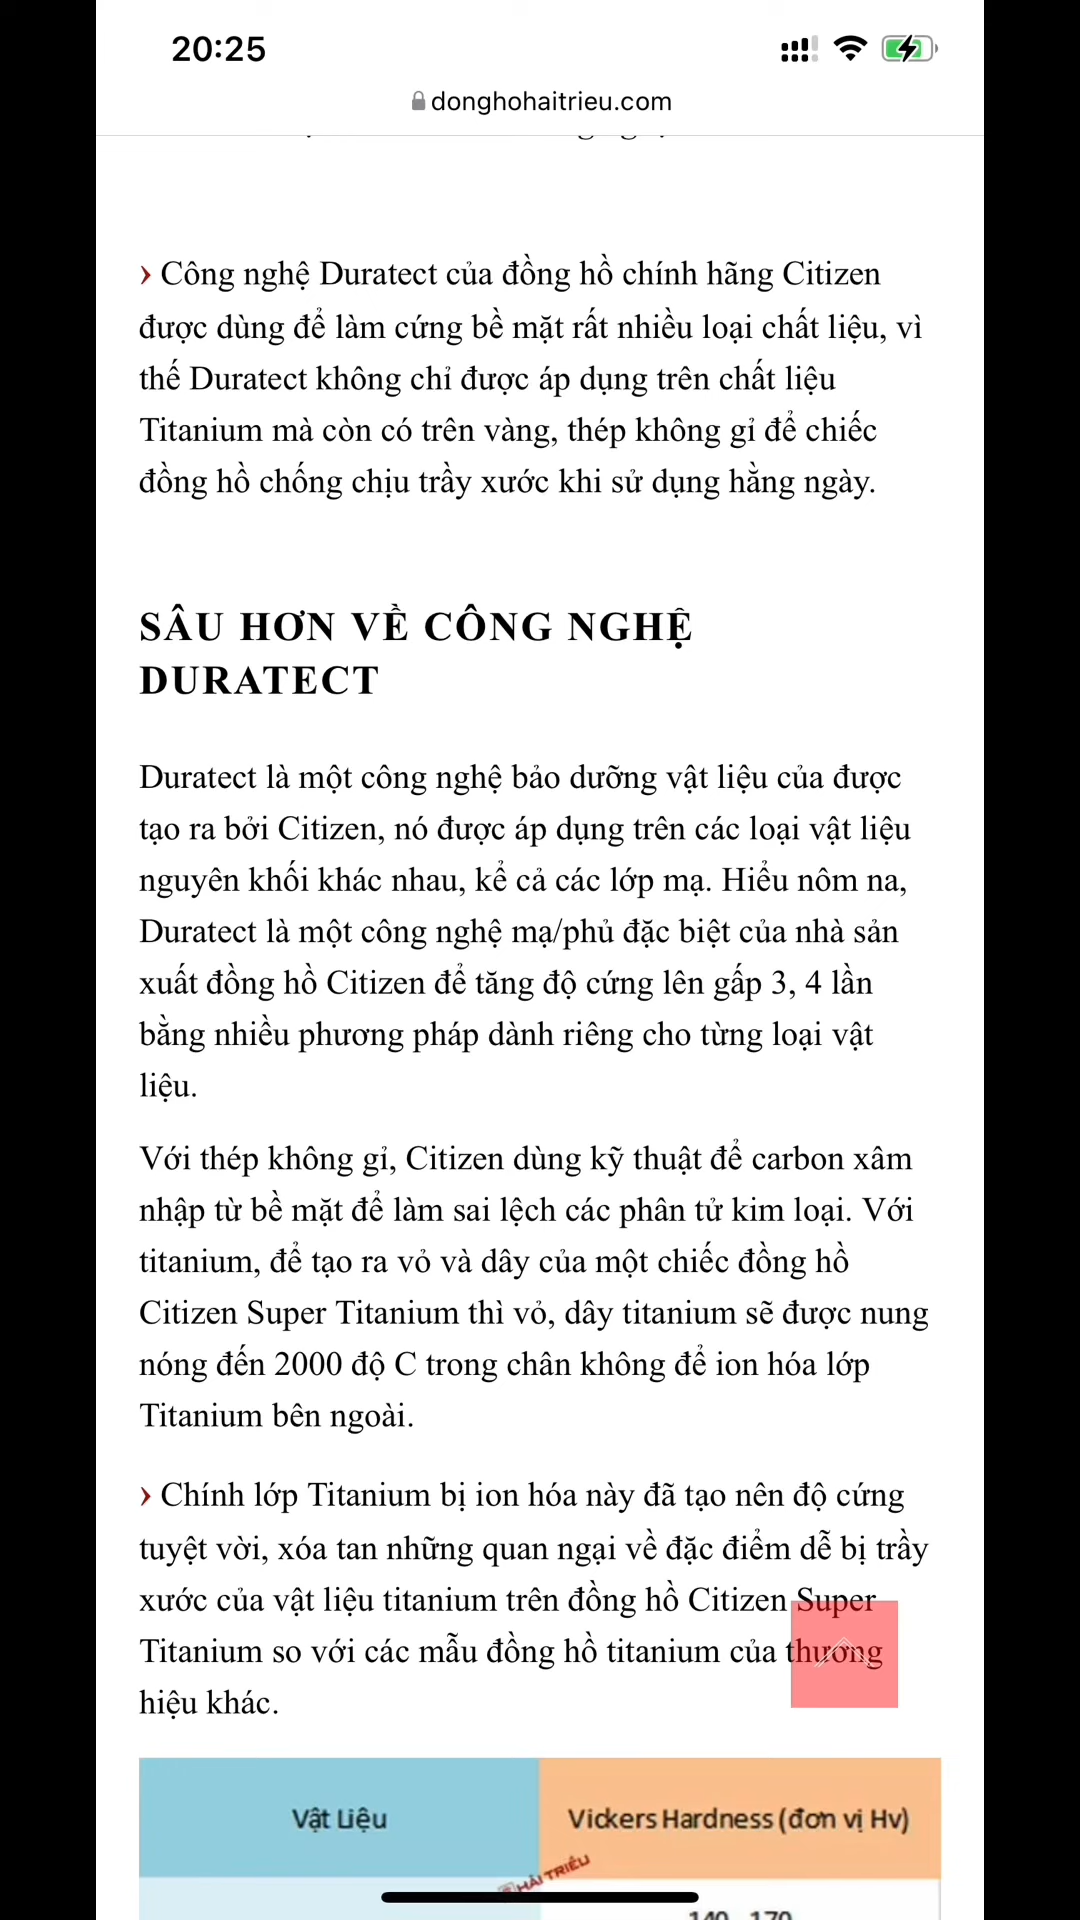 20:25
donghohaitrieu.com
› Công nghệ Duratect của đồng hồ chính hãng Citizen
được dùng để làm cứng bề mặt rất nhiều loại chất liệu, vì
thế Duratect không chỉ được áp dụng trên chất liệu
Titanium mà còn có trên vàng, thép không gỉ để chiếc
đồng hồ chống chịu trầy xước khi sử dụng hằng ngày.
SÂU HƠN VỀ CÔNG NGHỆ
DURATECT
Duratect là một công nghệ bảo dưỡng vật liệu của được
tạo ra bởi Citizen, nó được áp dụng trên các loại vật liệu
nguyên khối khác nhau, kể cả các lớp mạ. Hiểu nôm na,
Duratect là một công nghệ mạ/phủ đặc biệt của nhà sản
xuất đồng hồ Citizen để tăng độ cứng lên gấp 3, 4 lần
bằng nhiều phương pháp dành riêng cho từng loại vật
liệu.
Với thép không gỉ, Citizen dùng kỹ thuật để carbon xâm
nhập từ bề mặt để làm sai lệch các phân tử kim loại. Với
titanium, để tạo ra vỏ và dây của một chiếc đồng hồ
Citizen Super Titanium thì vỏ, dây titanium sẽ được nung
nóng đến 2000 độ C trong chân không để ion hóa lớp
Titanium bên ngoài.
› Chính lớp Titanium bị ion hóa này đã tạo nên độ cứng
tuyệt vời, xóa tan những quan ngại về đặc điểm dễ bị trầy
xước của vật liệu titanium trên đồng hồ Citizen Super
Titanium so với các mẫu đồng hồ titanium của thương
hiệu khác.
Vật Liệu
Vickers Hardness (đơn vị Hv)
HẢI TRIỀU
140 - 170